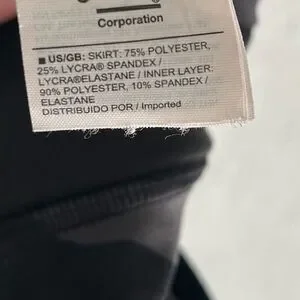 Corporation
■ US/GB: SKIRT: 75% POLYESTER,
25% LYCRA® SPANDEX /
LYCRA®ELASTANE / INNER LAYER:
90% POLYESTER, 10% SPANDEX /
ELASTANE
DISTRIBUIDO POR / Imported